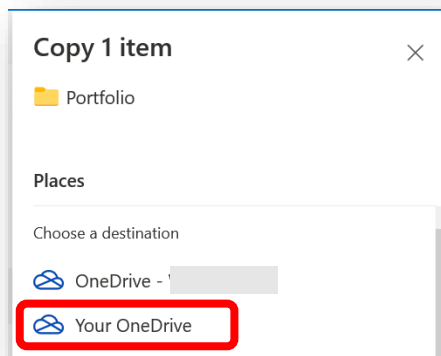 Copy 1 item
Portfolio
Places
Choose a destination
OneDrive -
Your OneDrive